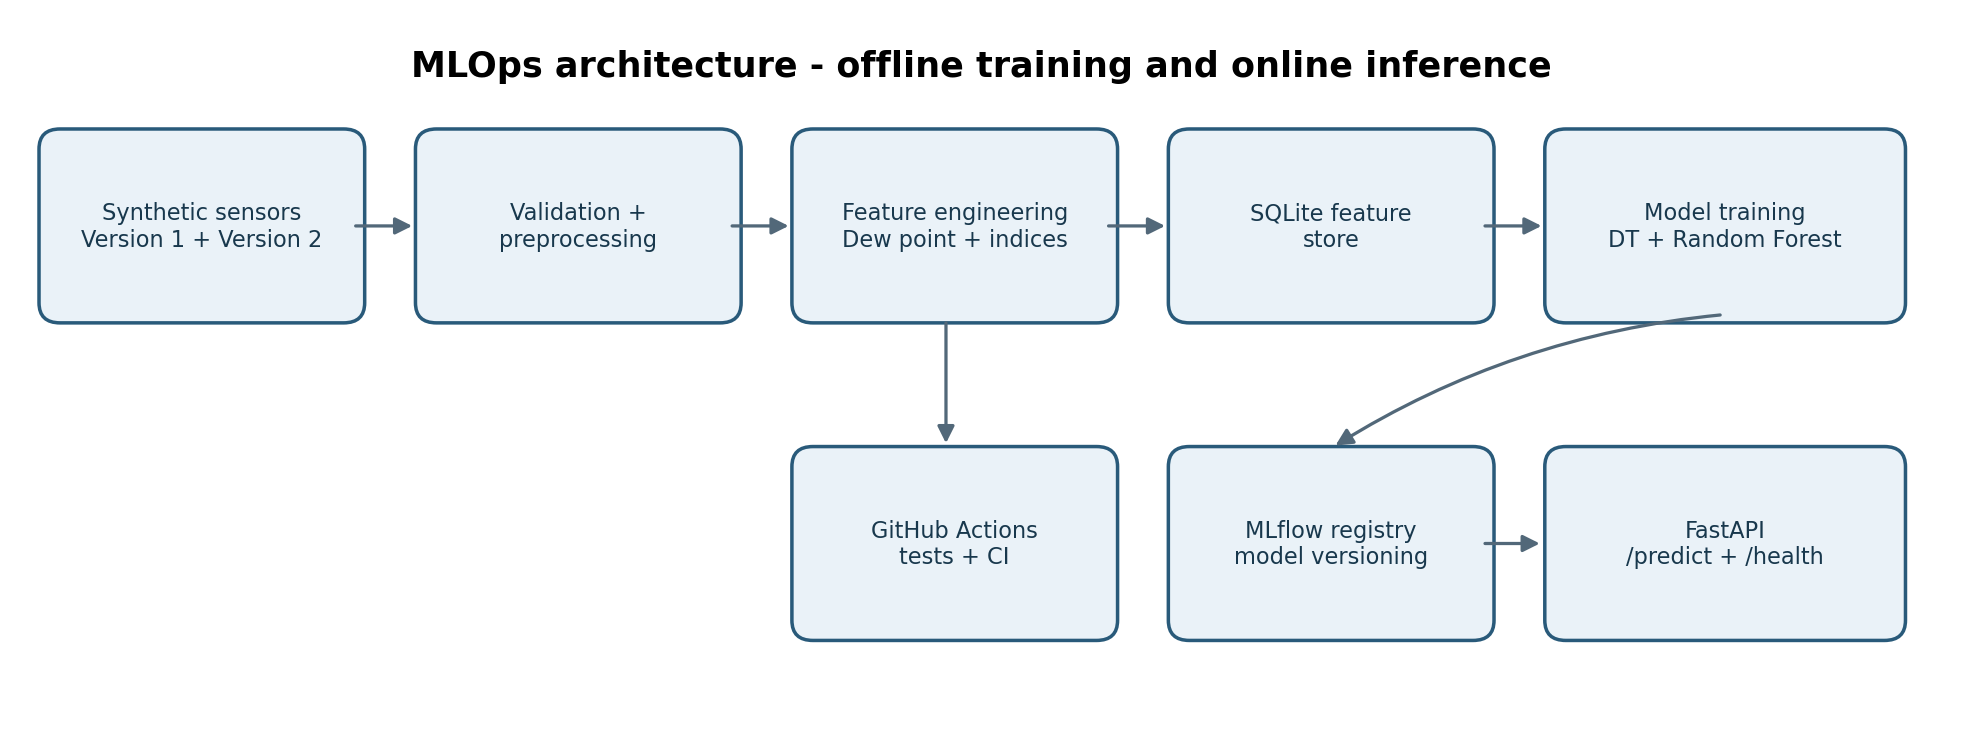 MLOps architecture - offline training and online inference
Synthetic sensors
Version 1 + Version 2
Validation +
preprocessing
Feature engineering
Dew point + indices
SQLite feature
store
Model training
DT + Random Forest
GitHub Actions
tests + CI
MLflow registry
model versioning
FastAPI
/predict + /health